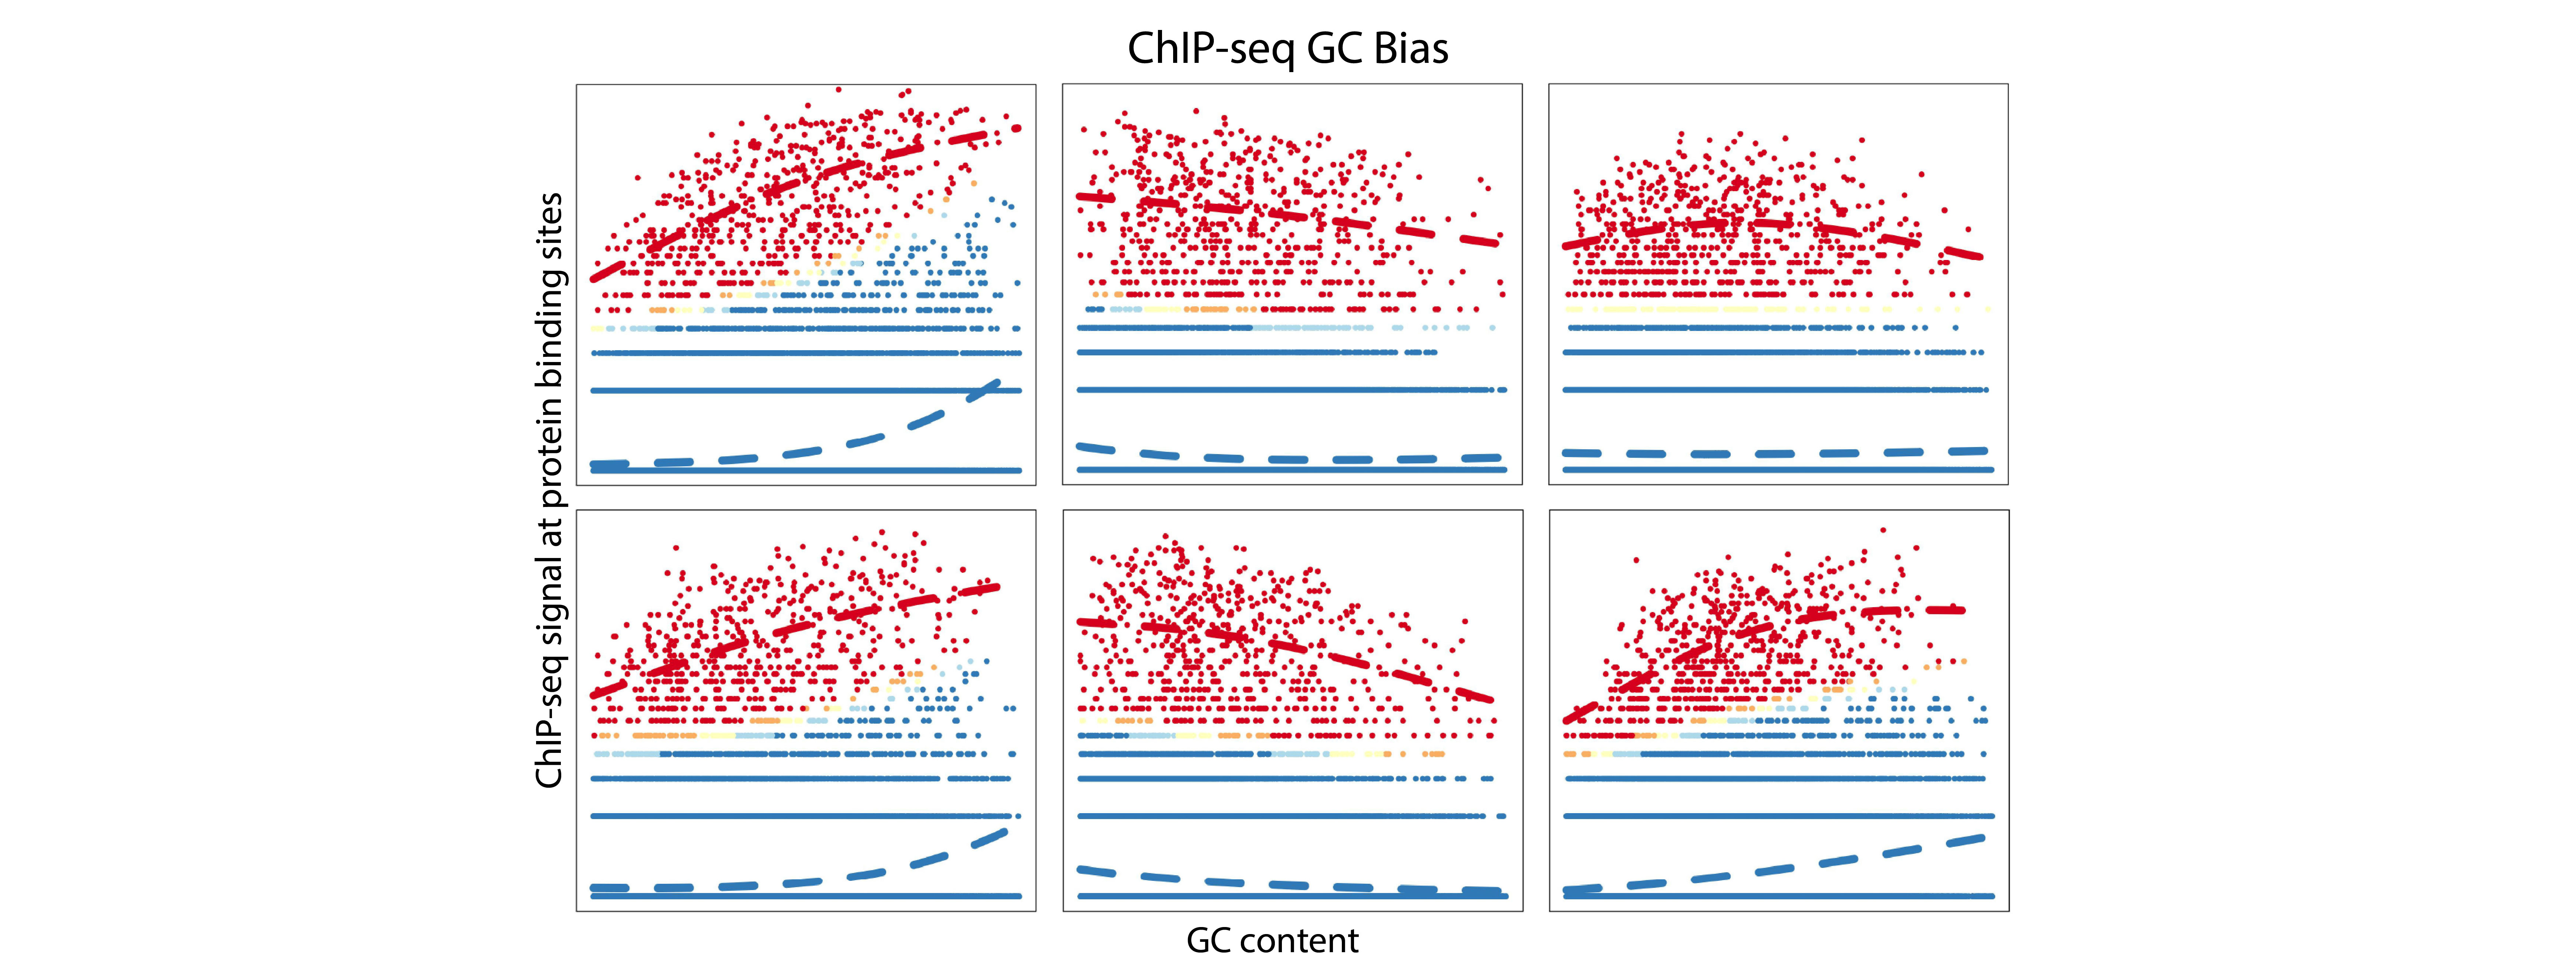 ChIP-seq GC Bias
ChIP-seq signal at protein binding sites
GC content